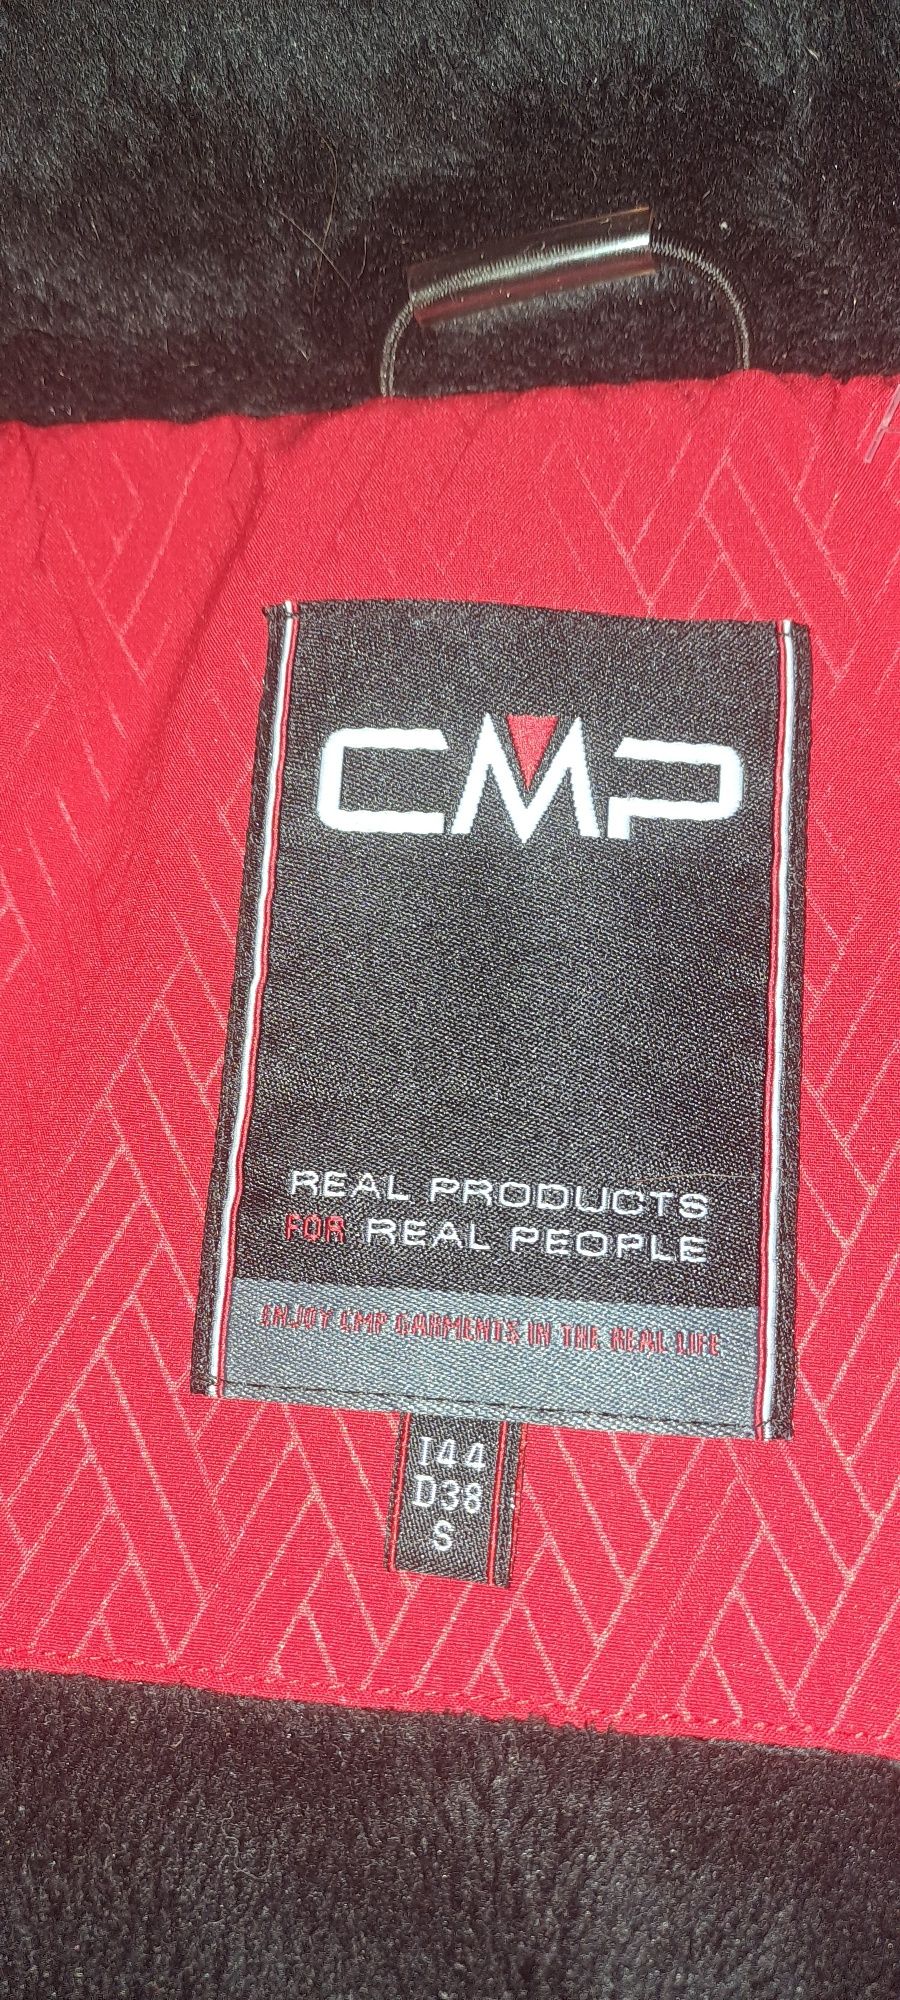 CMP
REAL PRODUCTS
FOR REAL PEOPLE
ENJOY CMP GARMENTS IN THE REAL LIFE
I44
D38
S